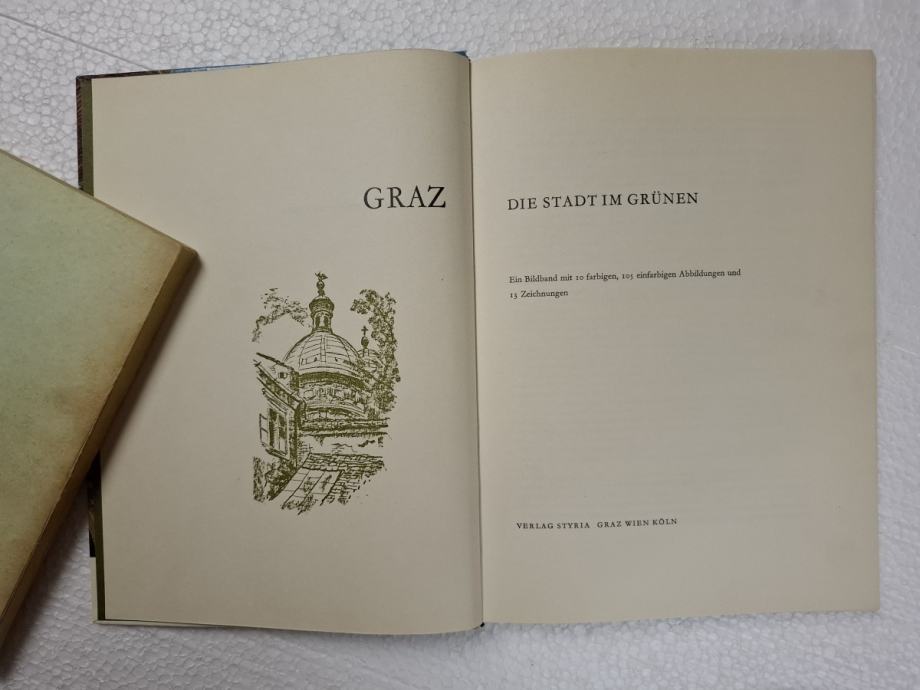 GRAZ
DIE STADT IM GRÜNEN
Ein Bildband mit 10 farbigen, 105 einfarbigen Abbildungen und
13 Zeichnungen
VERLAG STYRIA GRAZ WIEN KÖLN